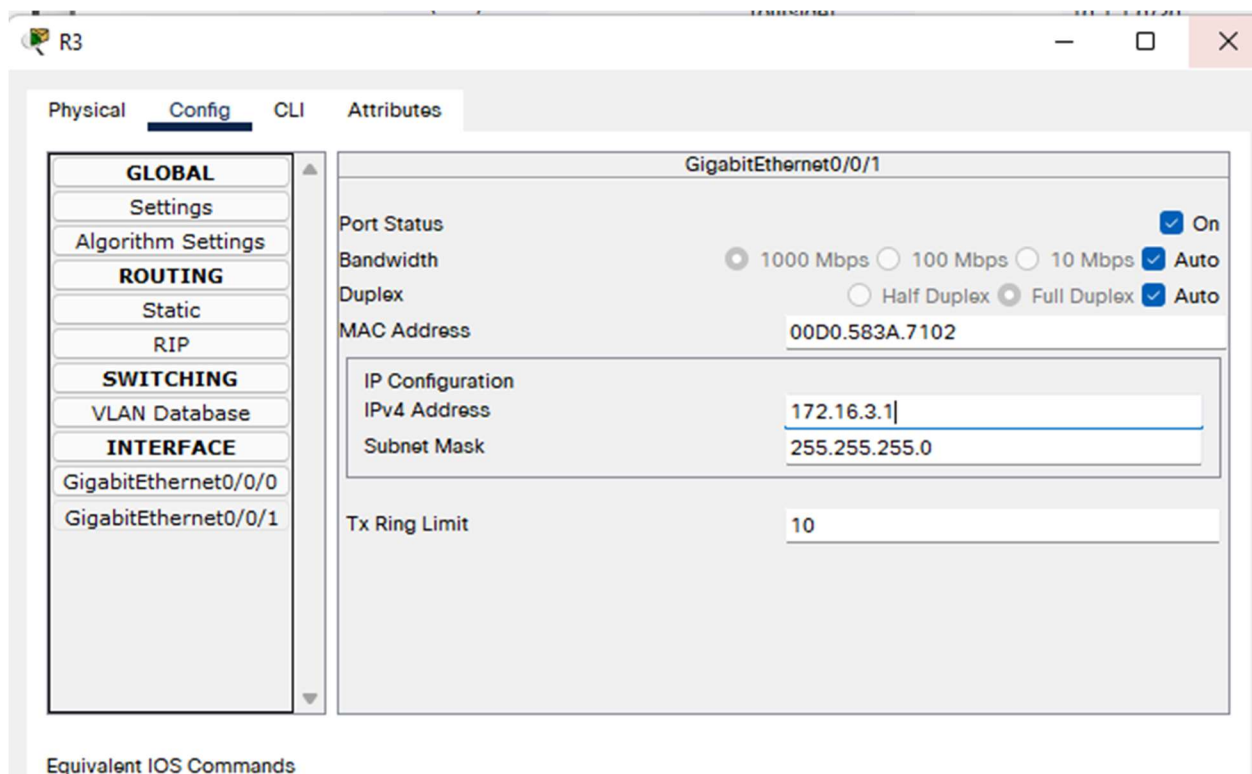 R3
Physical Config CLI Attributes
GLOBAL
Settings
Algorithm Settings
ROUTING
Static
RIP
SWITCHING
VLAN Database
INTERFACE
GigabitEthernet0/0/0
GigabitEthernet0/0/1
GigabitEthernet0/0/1
Port Status On
Bandwidth 1000 Mbps 100 Mbps 10 Mbps Auto
Duplex Half Duplex Full Duplex Auto
MAC Address 00D0.583A.7102
IP Configuration
IPv4 Address 172.16.3.1
Subnet Mask 255.255.255.0
Tx Ring Limit 10
Equivalent IOS Commands